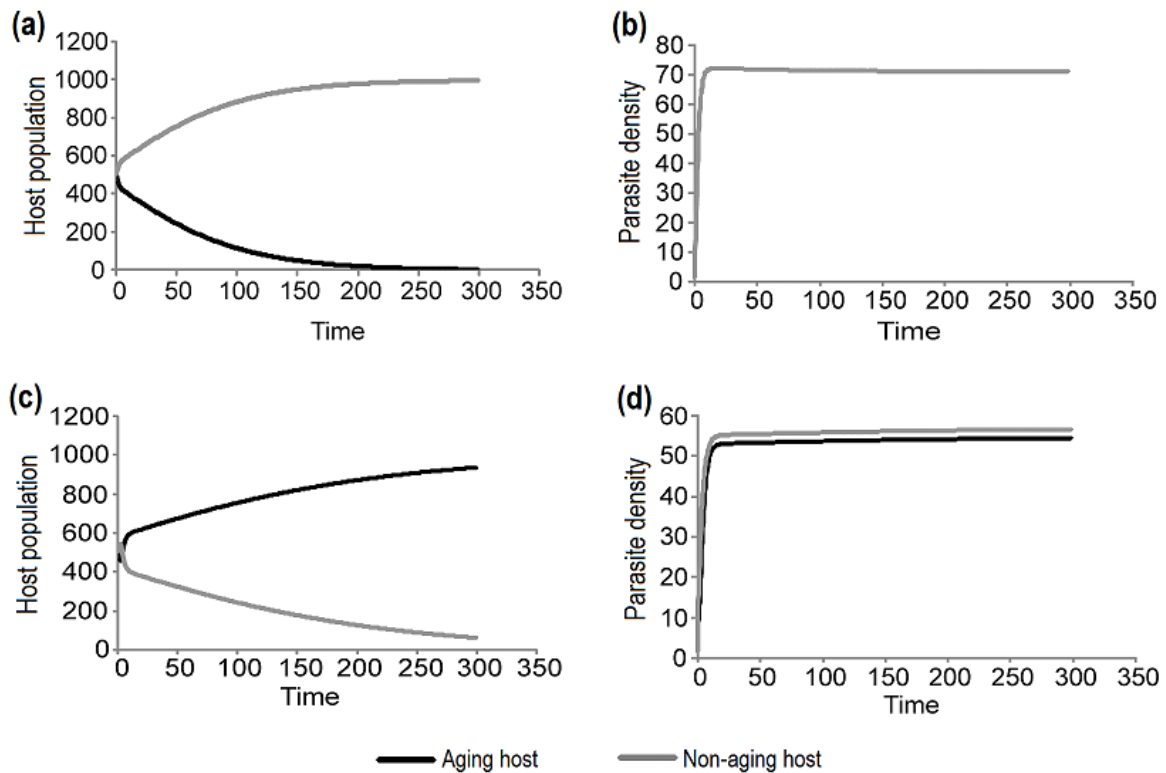 (a)
1200
1000
800
600
400
200
0
Host population
0 50 100 150 200 250 300 350
Time
(b)
80
70
60
50
40
30
20
10
0
Parasite density
0 50 100 150 200 250 300 350
Time
(c)
1200
1000
800
600
400
200
0
Host population
0 50 100 150 200 250 300 350
Time
(d)
60
50
40
30
20
10
0
Parasite density
0 50 100 150 200 250 300 350
Time
Aging host
Non-aging host